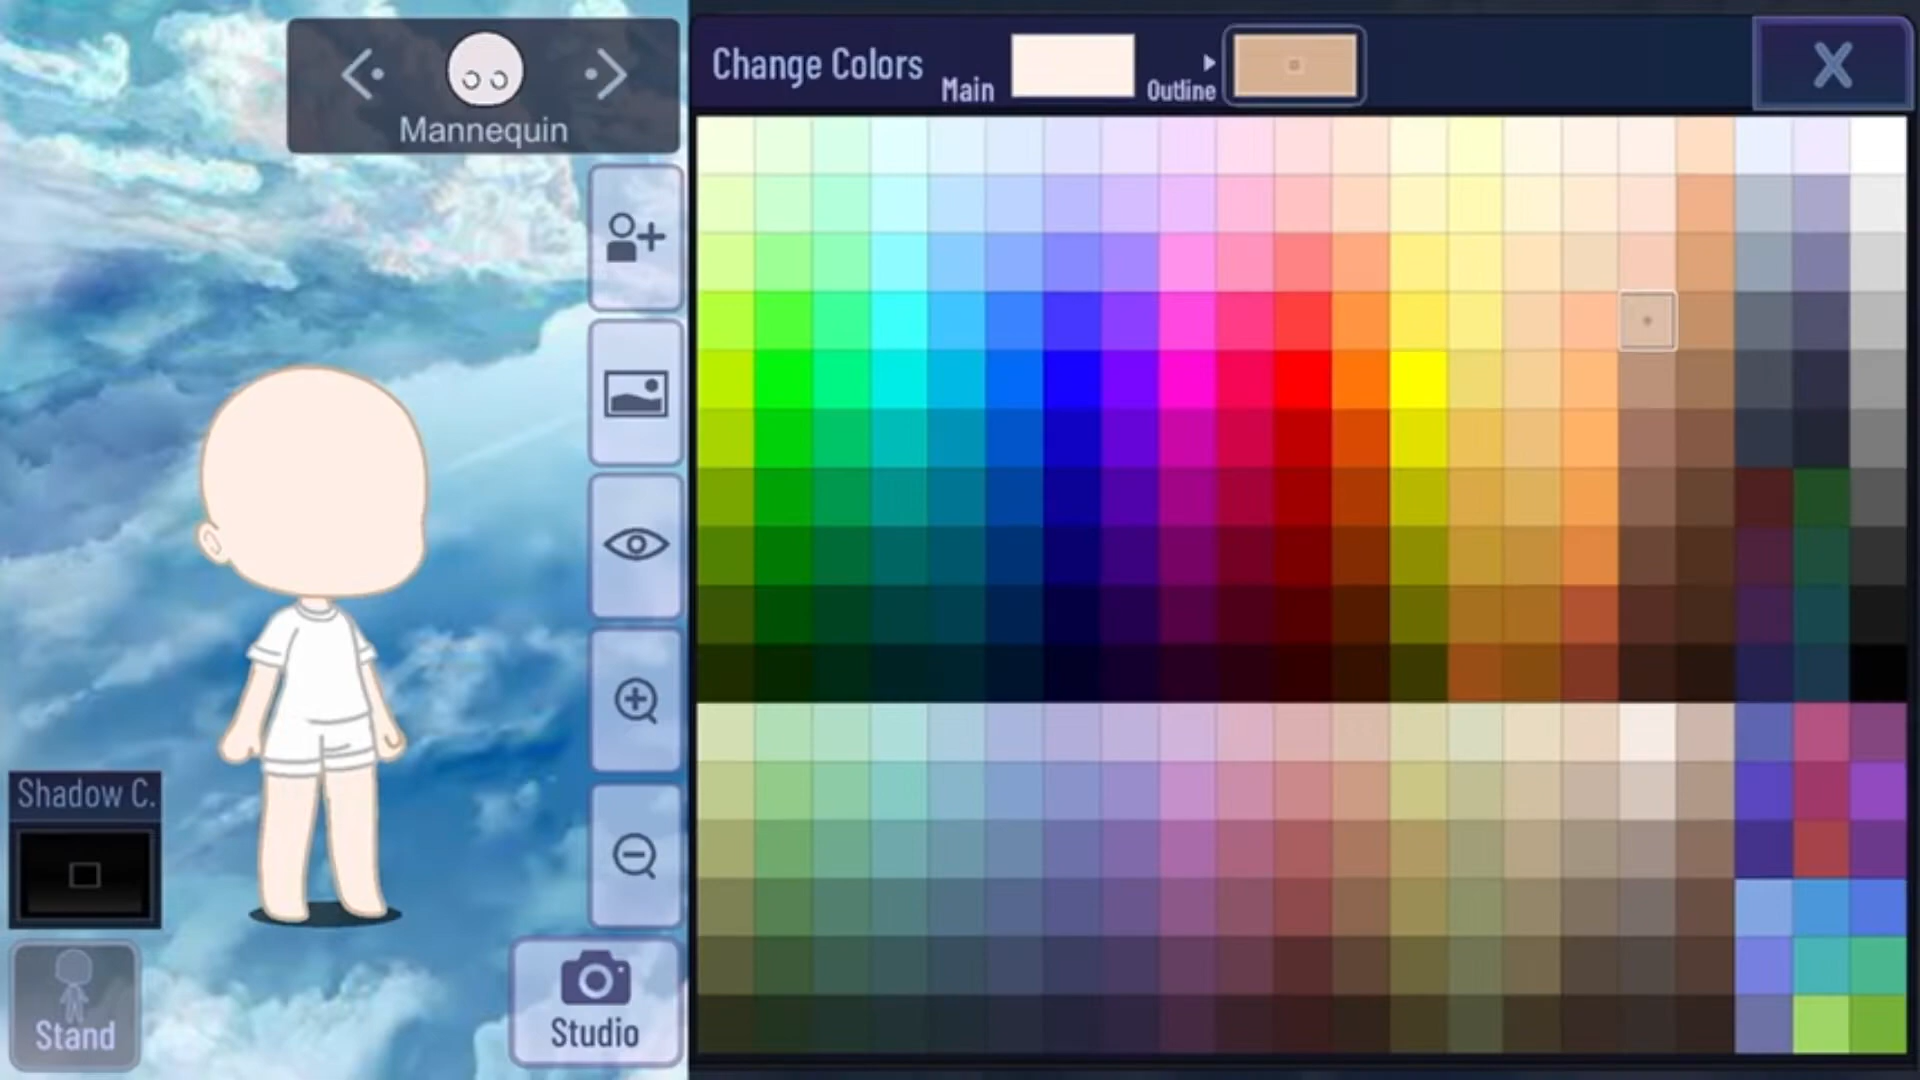 Mannequin
Change Colors
Main
Outline
X
Shadow C.
Stand
Studio